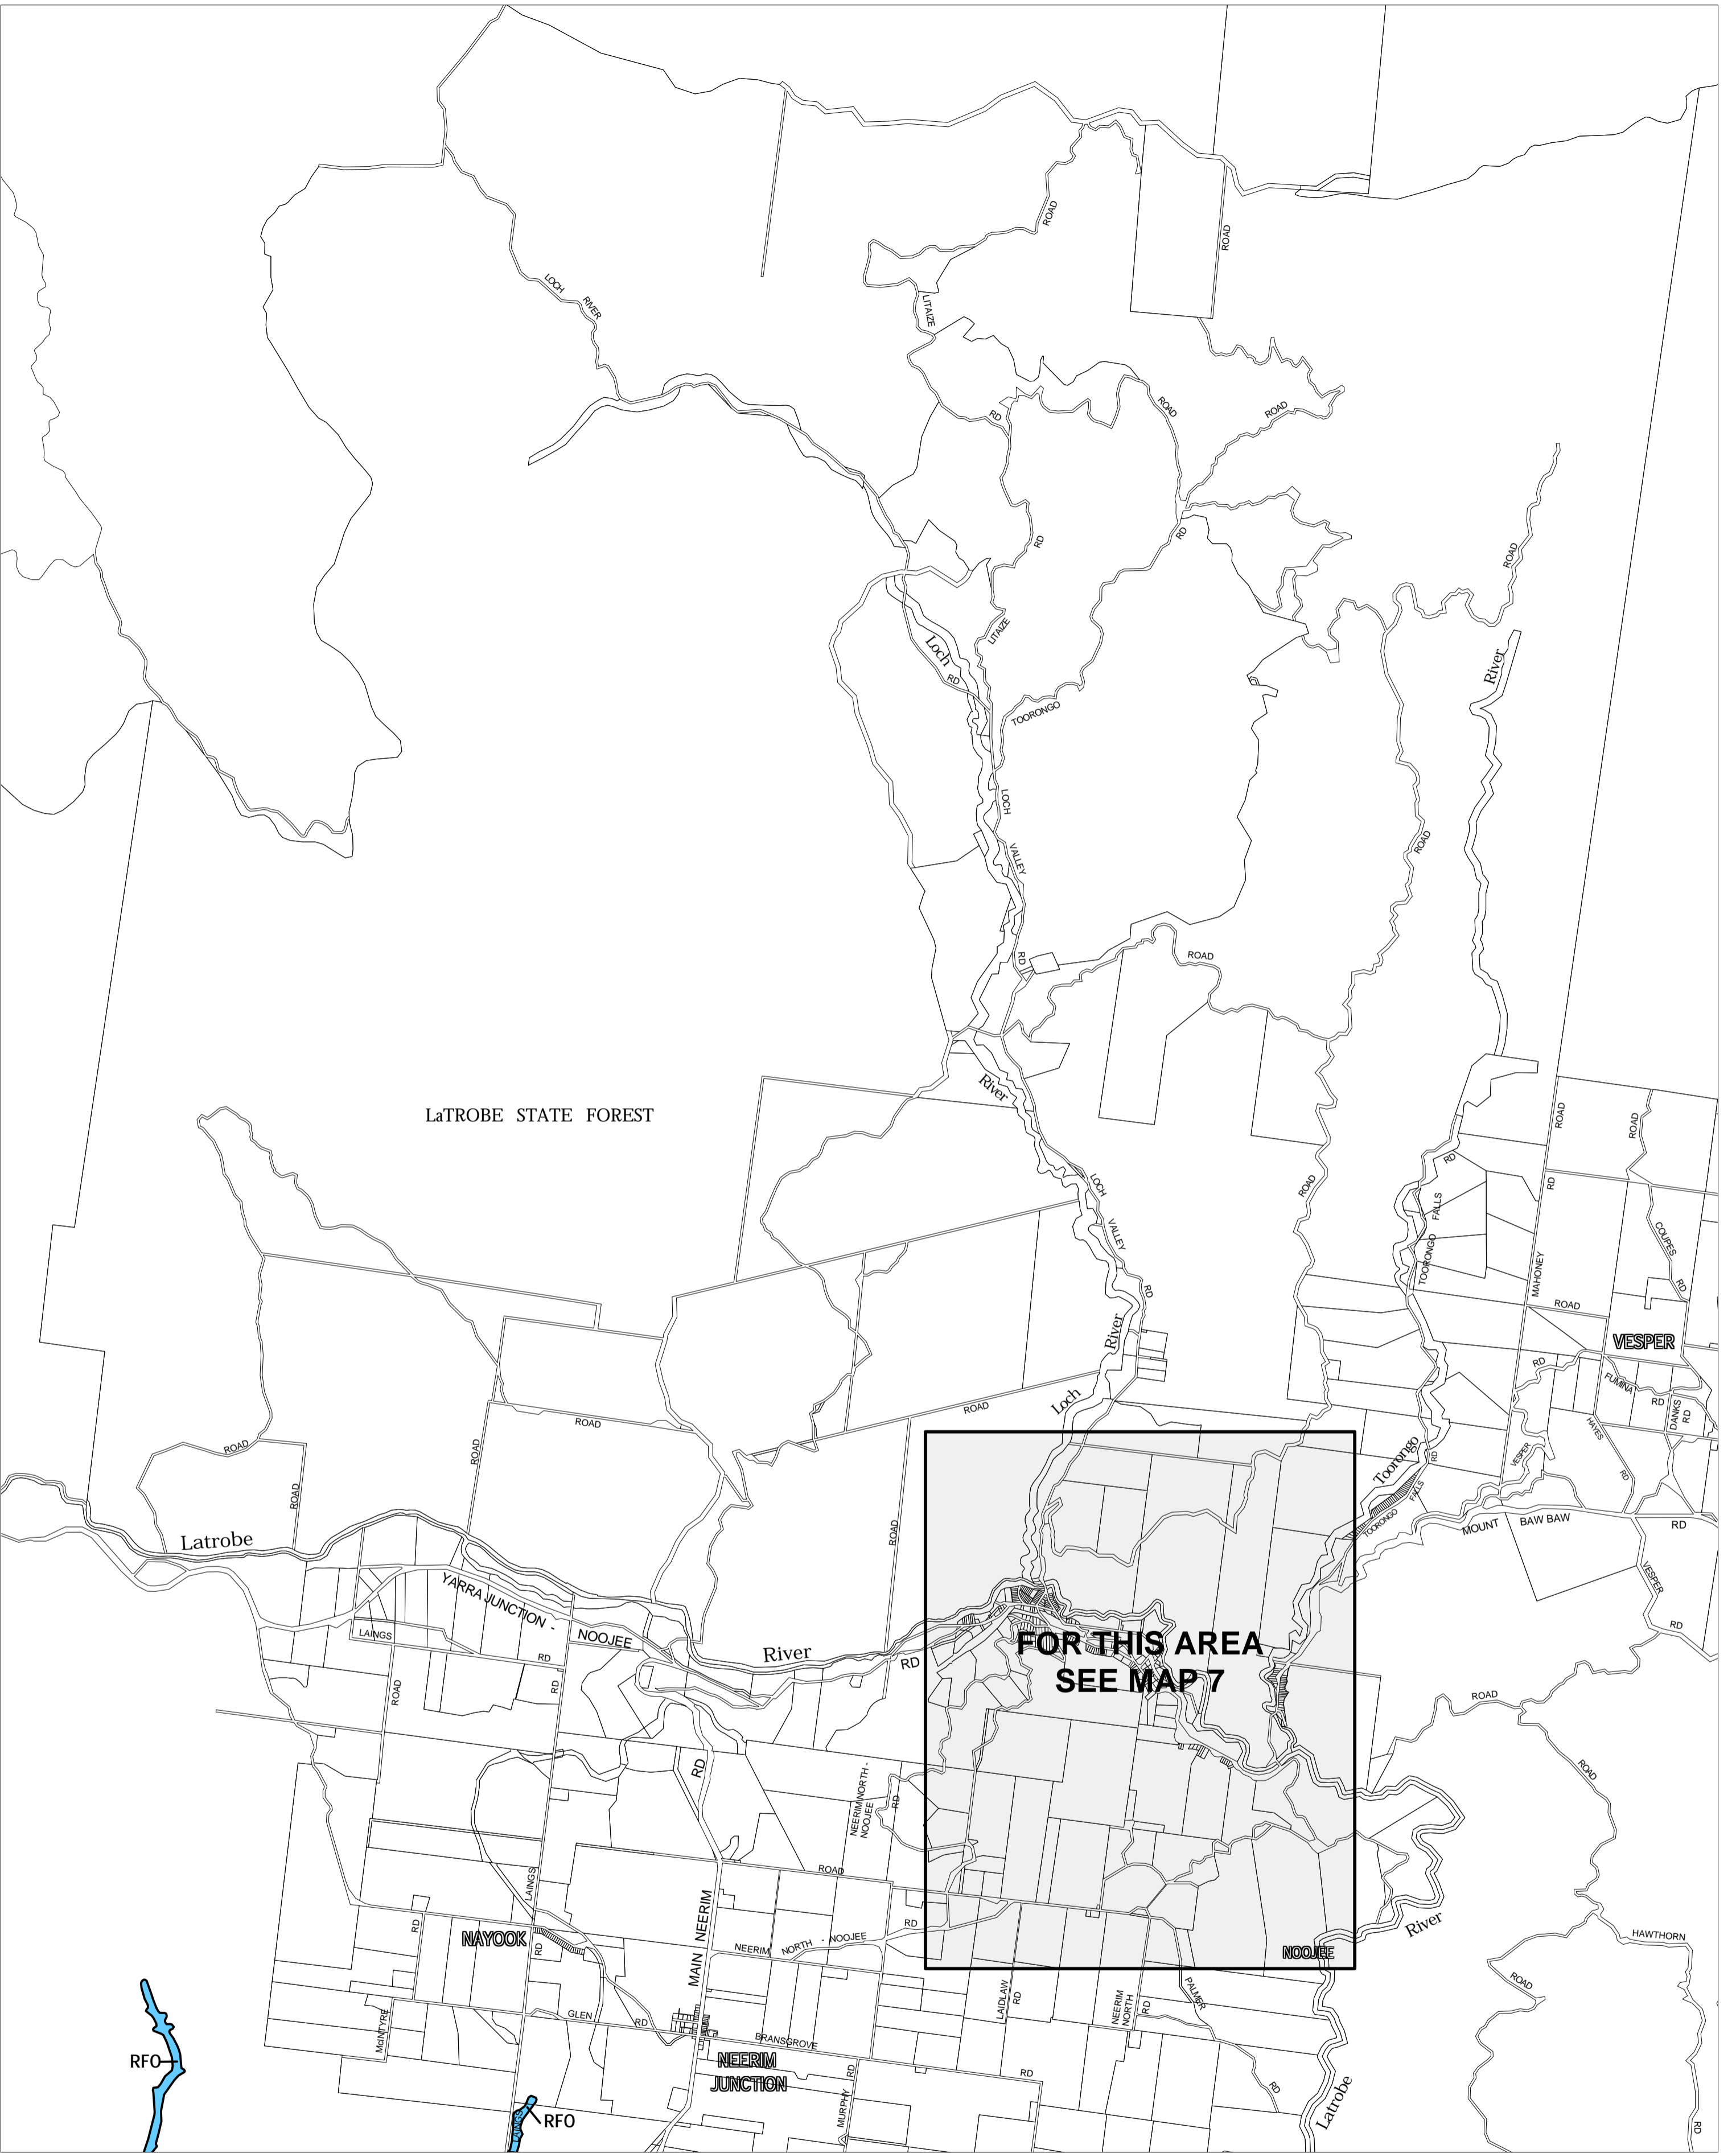 ROAD
ROAD
LOCH
RIVER
LITAIZE
ROAD
ROAD
RD
RD
RD
ROAD
Loch
LITAIZE
River
RD
TOORONGO
LOCH
ROAD
VALLEY
ROAD
RD
River
LaTROBE STATE FOREST
ROAD
ROAD
RD
LOCH
ROAD
RD
FALLS
VALLEY
COUPES
TOORONGO
MAHONEY
RD
RD
ROAD
River
VESPER
RD
FUMINA
Loch
ROAD
RD
DANKS
RD
ROAD
HAYES
ROAD
ROAD
Toorongo
RD
VESPER
RD
ROAD
FALLS
TOORONGO
MOUNT
BAW BAW
RD
Latrobe
ROAD
YARRA JUNCTION -
NOOJEE
VESPER
LAINGS
RD
River
RD
FOR THIS AREA
SEE MAP 7
RD
ROAD
RD
ROAD
RD
ROAD
NEERIM NORTH -
NOOJEE
RD
ROAD
LAINGS
MAIN NEERIM
RD
RD
NAYOOK
RD
NEERIM
NORTH
- NOOJEE
NOOJEE
River
HAWTHORN
ROAD
LAIDLAW
RD
NEERIM
NORTH
RD
PALMER
GLEN
RD
McINTYRE
BRANSGROVE
RFO
NEERIM
JUNCTION
RD
RD
RD
Latrobe
MURPHY
LAINGS
RFO
RD